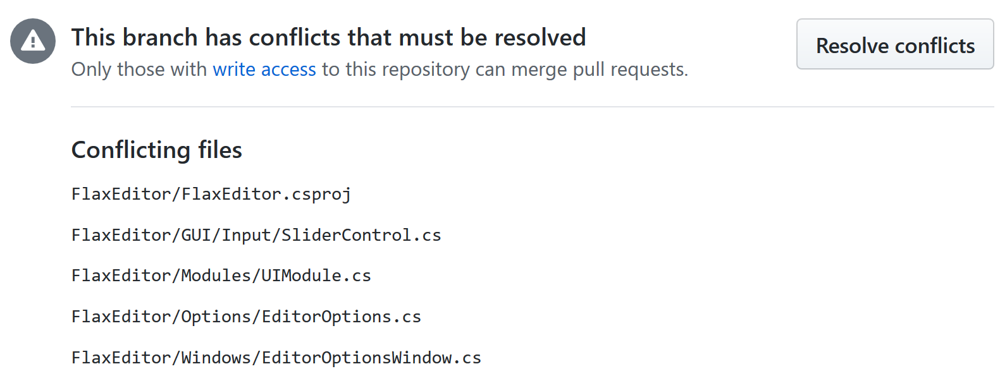 This branch has conflicts that must be resolved
Resolve conflicts
Only those with write access to this repository can merge pull requests.
Conflicting files
FlaxEditor/FlaxEditor.csproj
FlaxEditor/GUI/Input/SliderControl.cs
FlaxEditor/Modules/UIModule.cs
FlaxEditor/Options/EditorOptions.cs
FlaxEditor/Windows/EditorOptionsWindow.cs